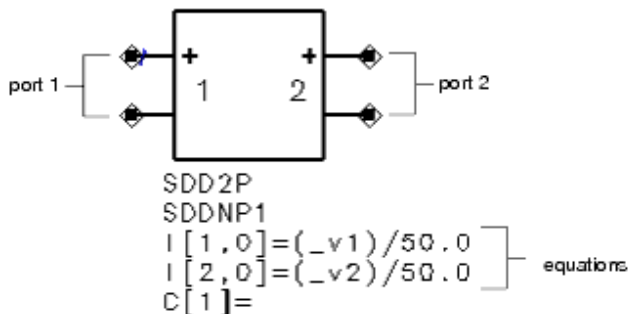 port 1
+
+
1
2
port 2
SDD2P
SDDNP1
I[1,0]=(_v1)/50.0
I[2,0]=(_v2)/50.0
equations
C[1]=